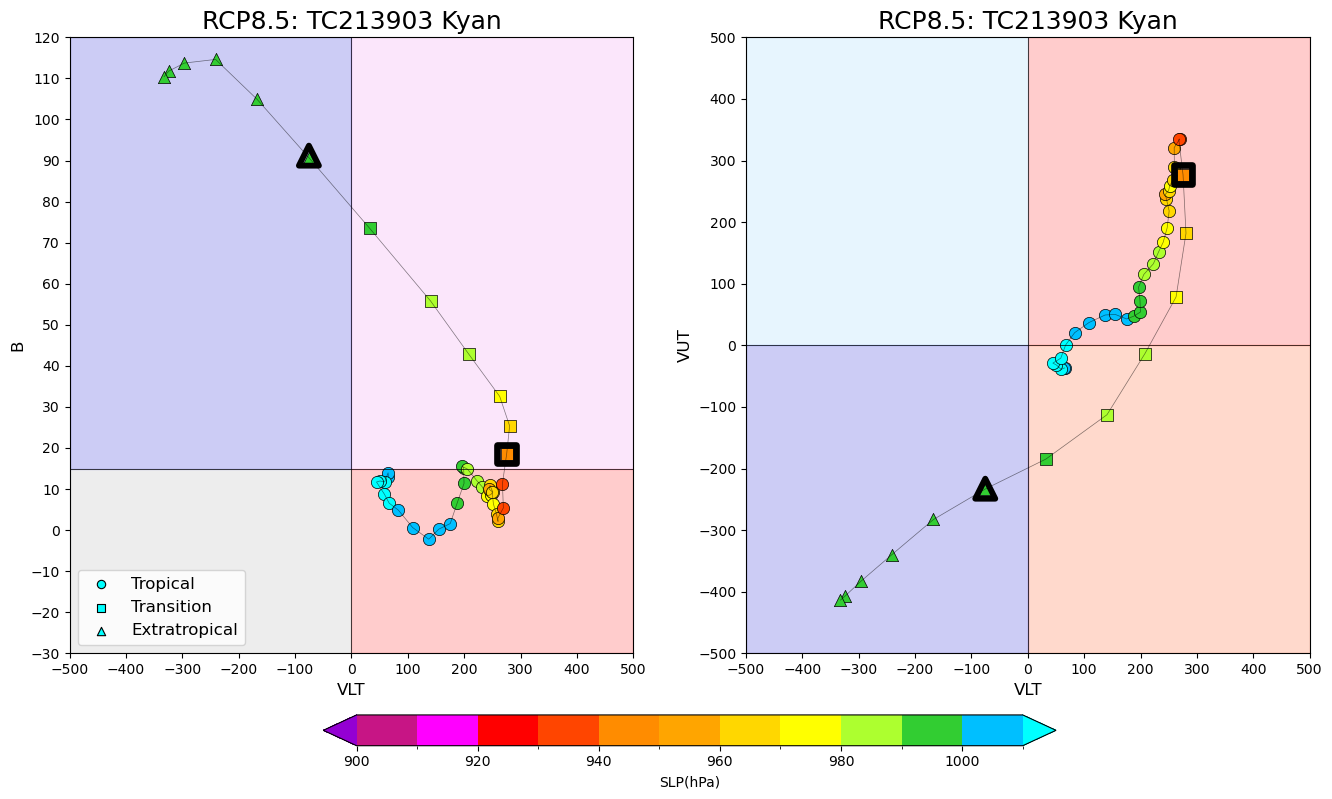 RCP8.5: TC213903 Kyan
120
110
100
90
80
70
60
50
40
30
20
10
0
−10
−20
−30
B
Tropical
Transition
Extratropical
−500 −400 −300 −200 −100 0 100 200 300 400 500
VLT
RCP8.5: TC213903 Kyan
500
400
300
200
100
0
−100
−200
−300
−400
−500
VUT
−500 −400 −300 −200 −100 0 100 200 300 400 500
VLT
900 920 940 960 980 1000
SLP(hPa)